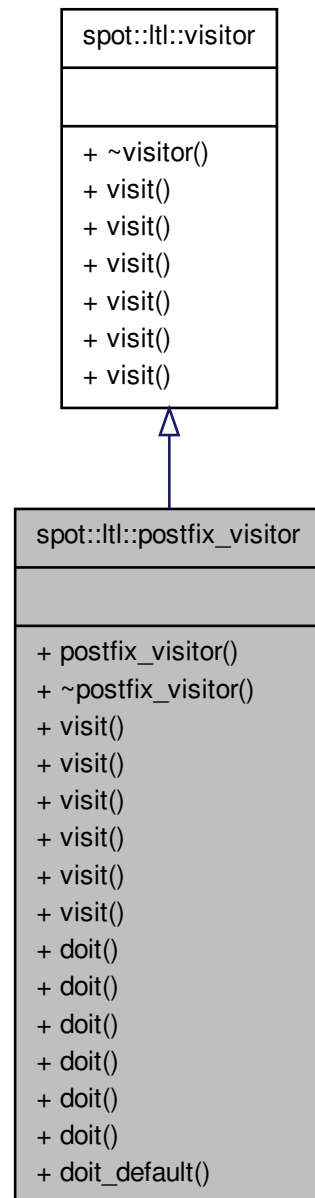 spot::ltl::visitor
+ ~visitor()
+ visit()
+ visit()
+ visit()
+ visit()
+ visit()
+ visit()
spot::ltl::postfix_visitor
+ postfix_visitor()
+ ~postfix_visitor()
+ visit()
+ visit()
+ visit()
+ visit()
+ visit()
+ visit()
+ doit()
+ doit()
+ doit()
+ doit()
+ doit()
+ doit()
+ doit_default()